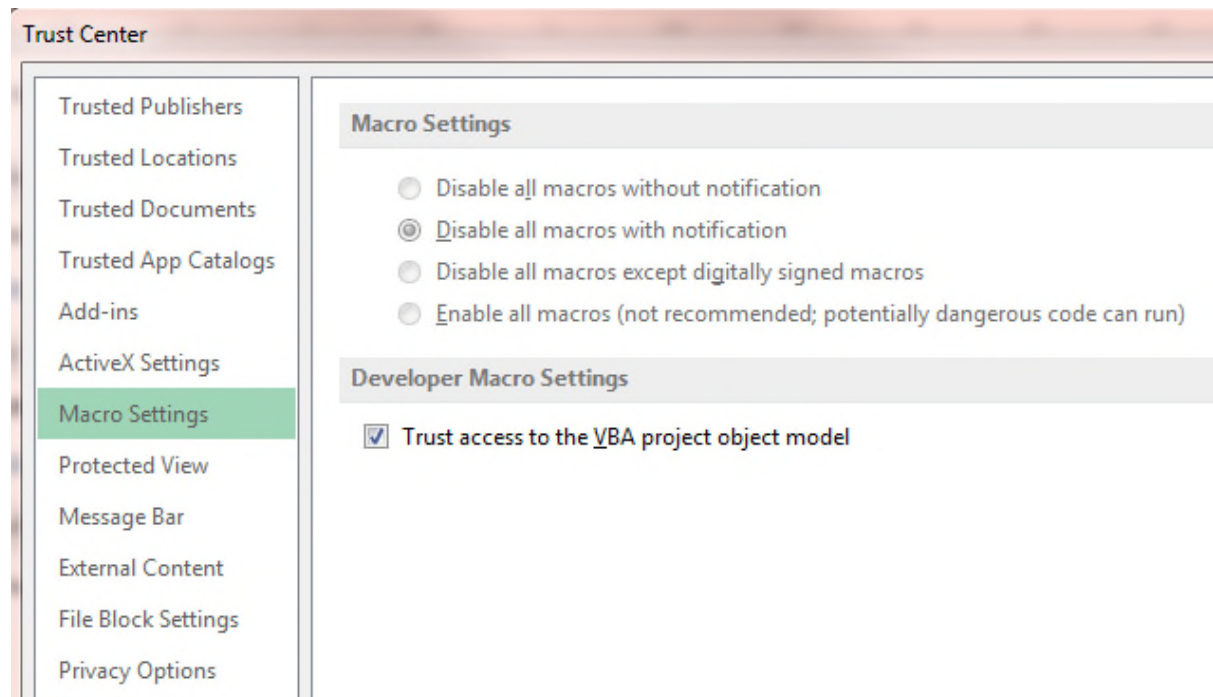 Trust Center
Trusted Publishers
Trusted Locations
Trusted Documents
Trusted App Catalogs
Add-ins
ActiveX Settings
Macro Settings
Protected View
Message Bar
External Content
File Block Settings
Privacy Options
Macro Settings
Disable all macros without notification
Disable all macros with notification
Disable all macros except digitally signed macros
Enable all macros (not recommended; potentially dangerous code can run)
Developer Macro Settings
Trust access to the VBA project object model